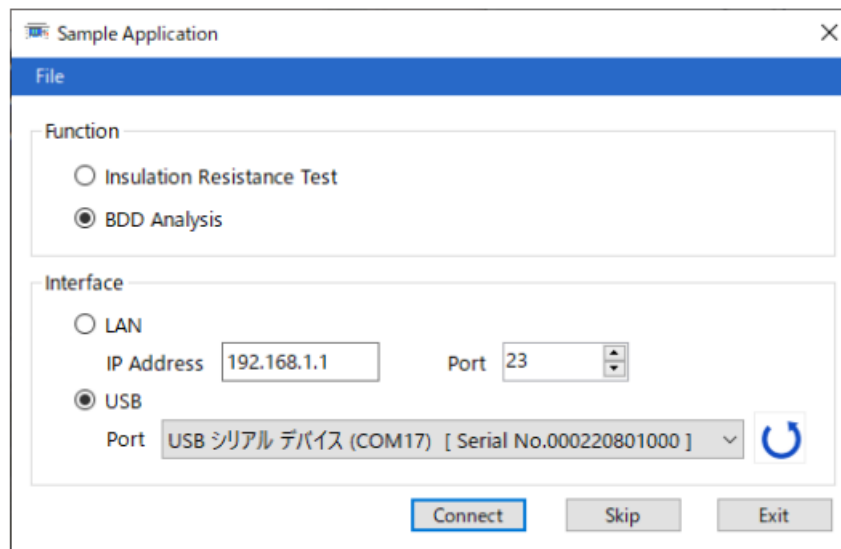 Sample Application
File
Function
Insulation Resistance Test
BDD Analysis
Interface
LAN
IP Address 192.168.1.1 Port 23
USB
Port USB シリアル デバイス (COM17) [ Serial No.000220801000 ]
Connect Skip Exit